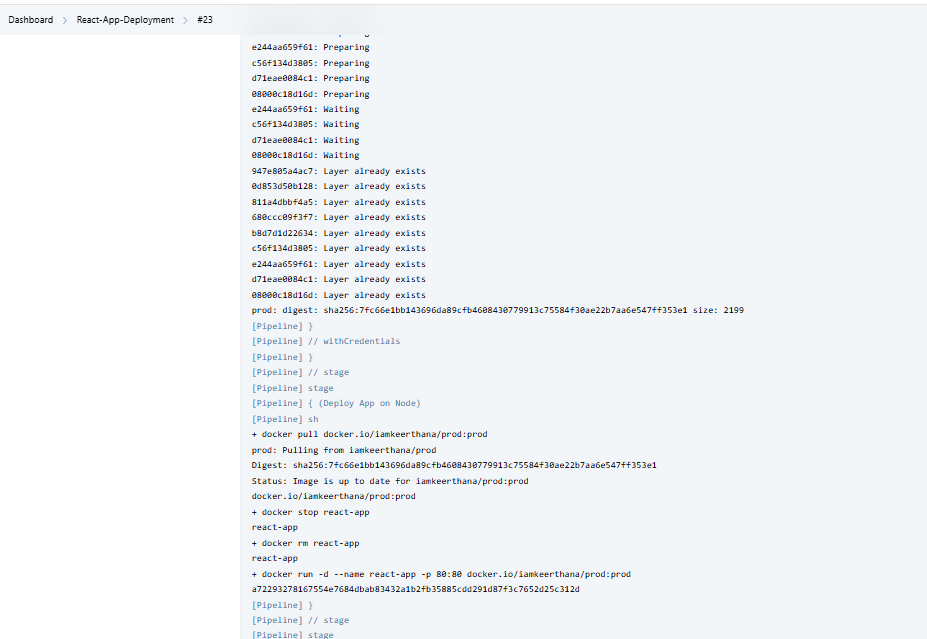 Dashboard > React-App-Deployment > #23
e244aa659f61: Preparing
c56f134d3805: Preparing
d71eae0084c1: Preparing
08000c18d16d: Preparing
e244aa659f61: Waiting
c56f134d3805: Waiting
d71eae0084c1: Waiting
08000c18d16d: Waiting
947e805a4ac7: Layer already exists
0d853d50b128: Layer already exists
811a4dbbf4a5: Layer already exists
680ccc09f3f7: Layer already exists
b8d7d1d22634: Layer already exists
c56f134d3805: Layer already exists
e244aa659f61: Layer already exists
d71eae0084c1: Layer already exists
08000c18d16d: Layer already exists
prod: digest: sha256:7fc66e1bb143696da89cfb4608430779913c75584f30ae22b7aa6e547ff353e1 size: 2199
[Pipeline] }
[Pipeline] // withCredentials
[Pipeline] }
[Pipeline] // stage
[Pipeline] stage
[Pipeline] { (Deploy App on Node)
[Pipeline] sh
+ docker pull docker.io/iamkeerthana/prod:prod
prod: Pulling from iamkeerthana/prod
Digest: sha256:7fc66e1bb143696da89cfb4608430779913c75584f30ae22b7aa6e547ff353e1
Status: Image is up to date for iamkeerthana/prod:prod
docker.io/iamkeerthana/prod:prod
+ docker stop react-app
react-app
+ docker rm react-app
react-app
+ docker run -d --name react-app -p 80:80 docker.io/iamkeerthana/prod:prod
a72293278167554e7684dbab83432a1b2fb35885cdd291d87f3c7652d25c312d
[Pipeline] }
[Pipeline] // stage
[Pipeline] stage